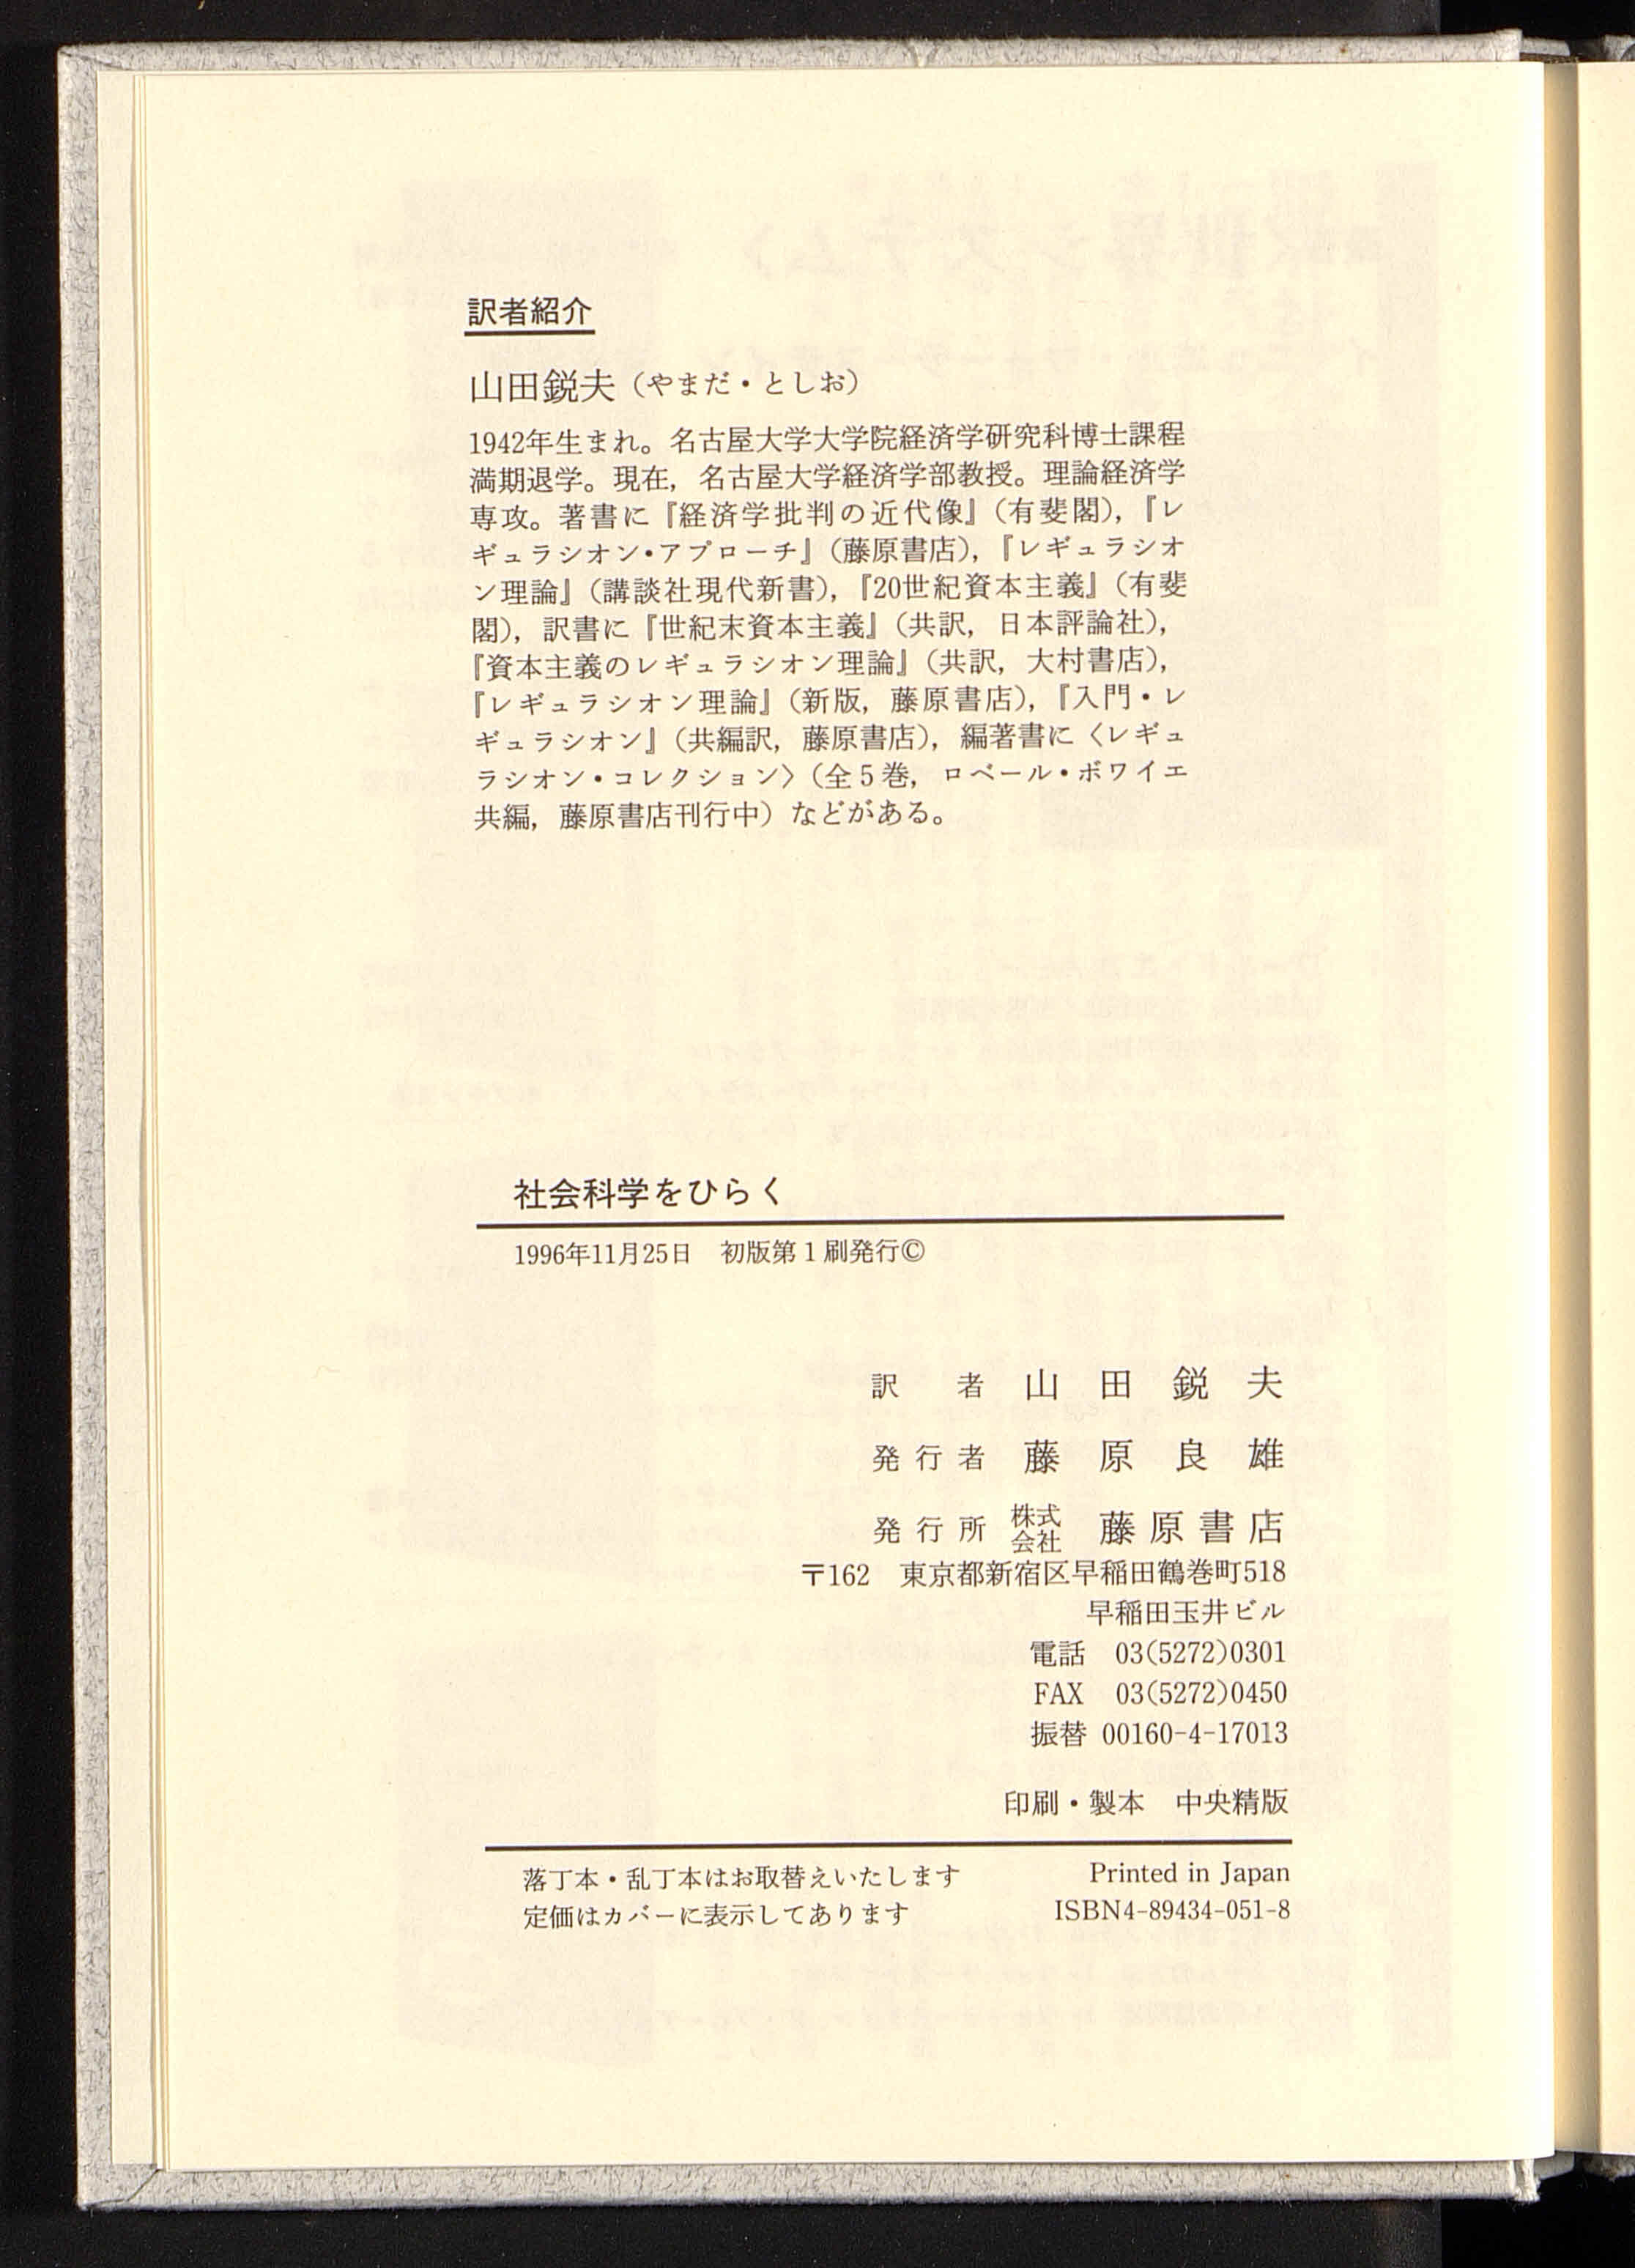 訳者紹介
山田鋭夫（やまだ・としお）
1942年生まれ。名古屋大学大学院経済学研究科博士課程
満期退学。現在，名古屋大学経済学部教授。理論経済学
専攻。著書に『経済学批判の近代像』（有斐閣），『レ
ギュラシオン・アプローチ』（藤原書店），『レギュラシオ
ン理論』（講談社現代新書），『20世紀資本主義』（有斐
閣），訳書に『世紀末資本主義』（共訳，日本評論社），
『資本主義のレギュラシオン理論』（共訳，大村書店），
『レギュラシオン理論』（新版，藤原書店），『入門・レ
ギュラシオン』（共編訳，藤原書店），編著書に〈レギュ
ラシオン・コレクション〉（全5巻，ロベール・ボワイエ
共編，藤原書店刊行中）などがある。
社会科学をひらく
1996年11月25日　初版第1刷発行©
訳　者　山　田　鋭　夫
発行者　藤　原　良　雄
発行所　株式会社　藤原書店
〒162　東京都新宿区早稲田鶴巻町518
早稲田玉井ビル
電話　03(5272)0301
FAX　03(5272)0450
振替　00160-4-17013
印刷・製本　中央精版
落丁本・乱丁本はお取替えいたします　Printed in Japan
定価はカバーに表示してあります　ISBN4-89434-051-8